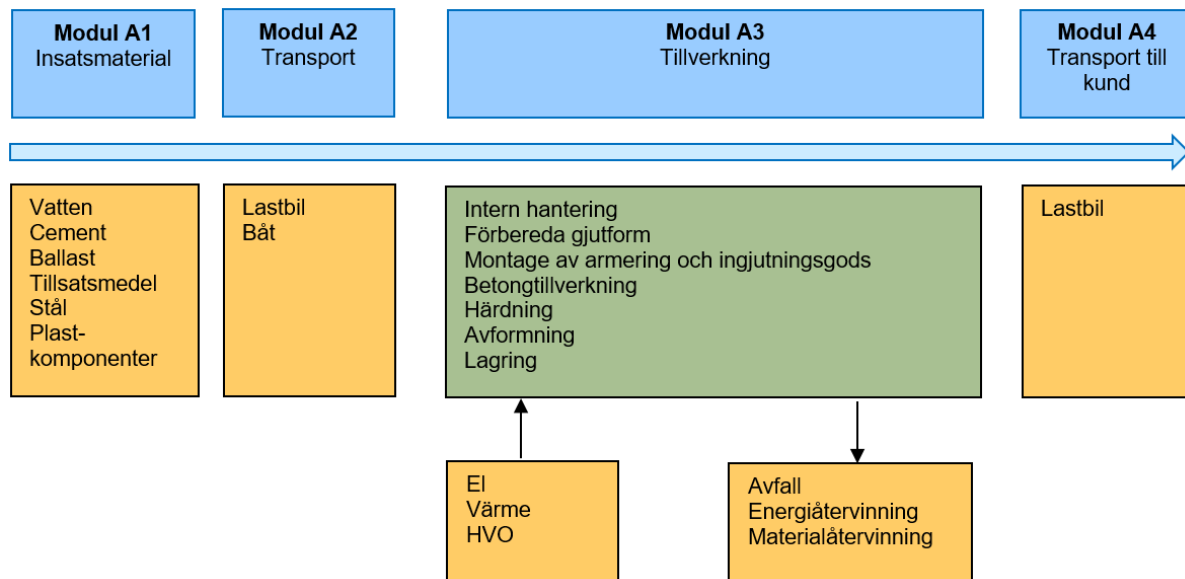 Modul A1
Insatsmaterial
Modul A2
Transport
Modul A3
Tillverkning
Modul A4
Transport till
kund
Vatten
Cement
Ballast
Tillsatsmedel
Stål
Plast-
komponenter
Lastbil
Båt
Intern hantering
Förbereda gjutform
Montage av armering och ingjutningsgods
Betongtillverkning
Härdning
Avformning
Lagring
Lastbil
El
Värme
HVO
Avfall
Energiåtervinning
Materialåtervinning